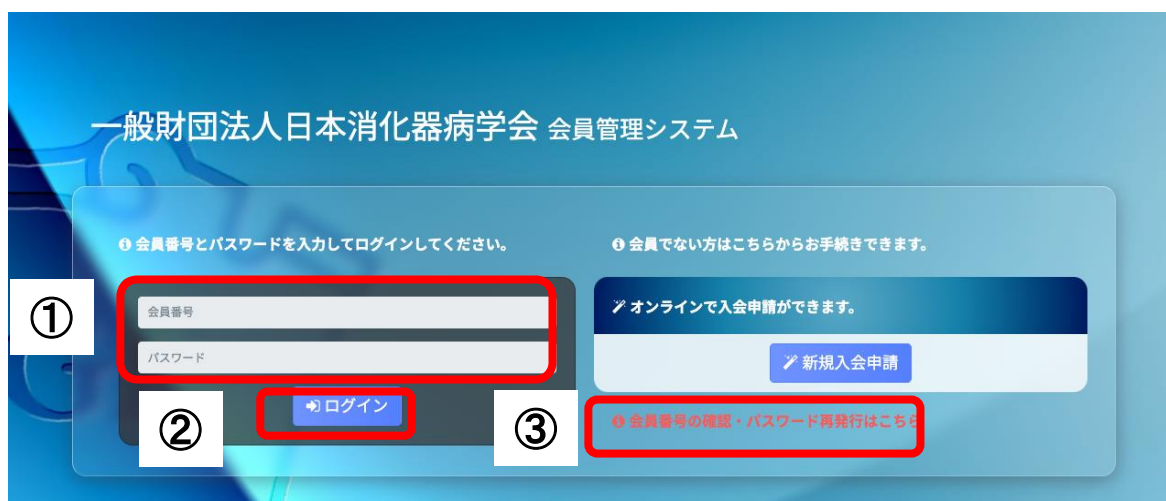 一般財団法人日本消化器病学会 会員管理システム
会員番号とパスワードを入力してログインしてください。
①
会員番号
パスワード
②
ログイン
会員でない方はこちらからお手続きできます。
オンラインで入会申請ができます。
新規入会申請
③
会員番号の確認・パスワード再発行はこちら